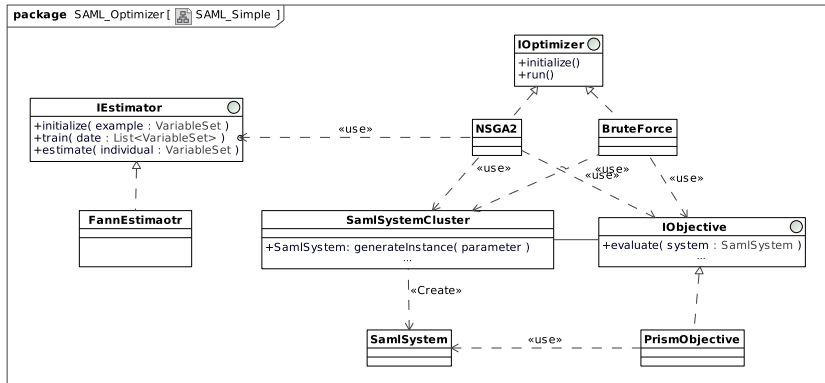 package SAML_Optimizer [ SAML_Simple ]
IOptimizer
+initialize()
+run()
IEstimator
+initialize( example : VariableSet )
+train( date : List<VariableSet> )
+estimate( individual : VariableSet )
«use»
NSGA2
BruteForce
«use»
«use»
«use»
«use»
FannEstimaotr
SamlSystemCluster
+SamlSystem: generateInstance( parameter )
...
IObjective
+evaluate( system : SamlSystem )
...
«Create»
SamlSystem
«use»
PrismObjective